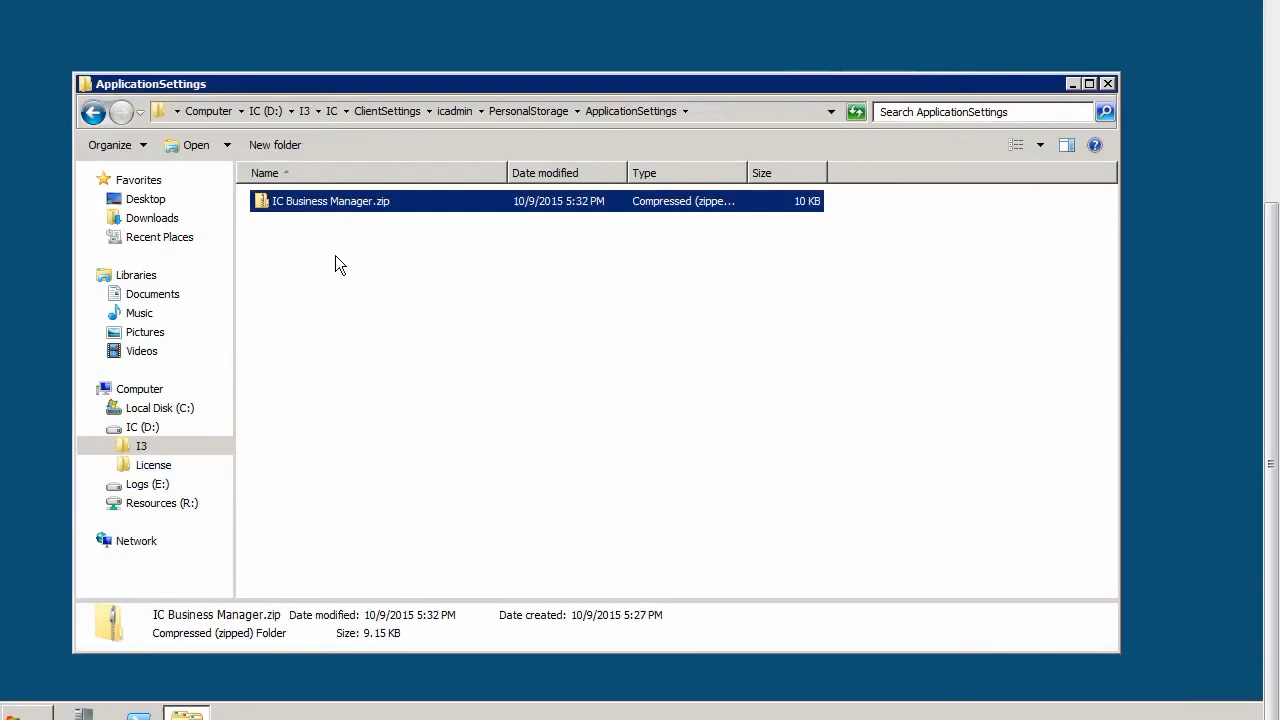 ApplicationSettings
Computer IC (D:) I3 IC ClientSettings icadmin PersonalStorage ApplicationSettings Search ApplicationSettings
Organize Open New folder
Name Date modified Type Size
IC Business Manager.zip 10/9/2015 5:32 PM Compressed (zippe... 10 KB
Favorites
Desktop
Downloads
Recent Places
Libraries
Documents
Music
Pictures
Videos
Computer
Local Disk (C:)
IC (D:)
I3
License
Logs (E:)
Resources (R:)
Network
IC Business Manager.zip Date modified: 10/9/2015 5:32 PM Date created: 10/9/2015 5:27 PM
Compressed (zipped) Folder Size: 9.15 KB